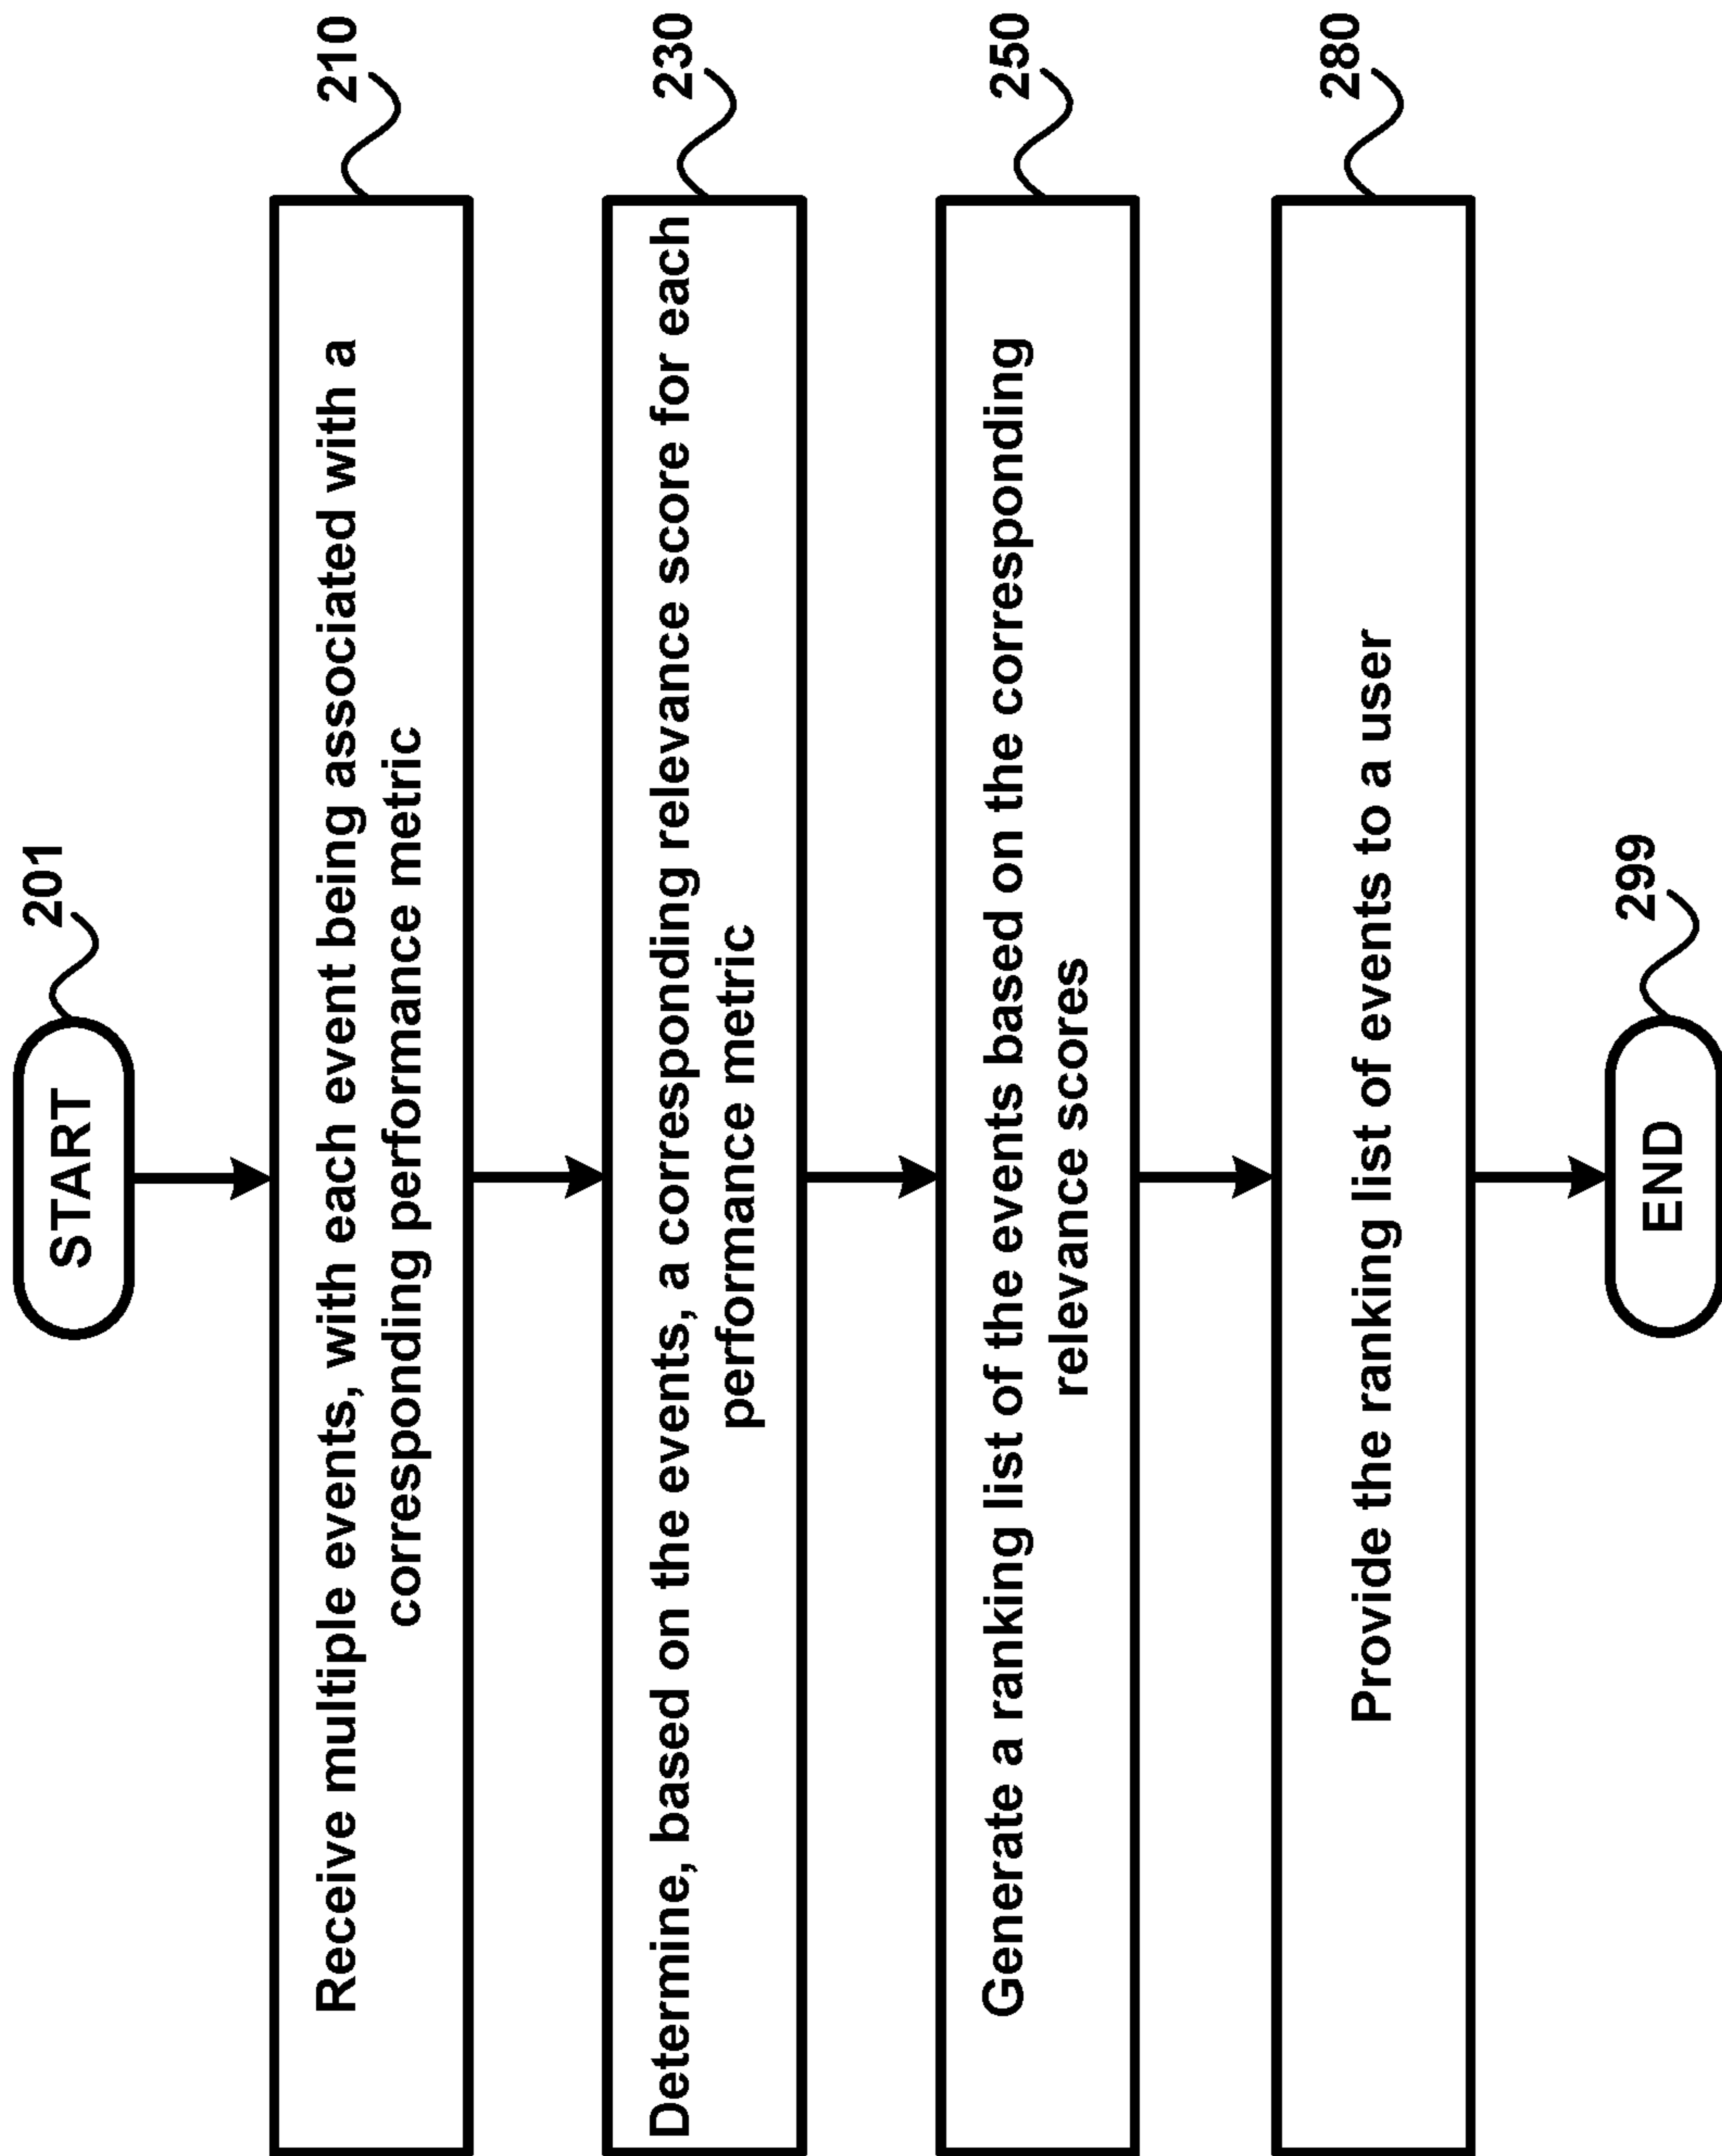 START
201
Receive multiple events, with each event being associated with a
corresponding performance metric
210
Determine, based on the events, a corresponding relevance score for each
performance metric
230
Generate a ranking list of the events based on the corresponding
relevance scores
250
Provide the ranking list of events to a user
280
END
299